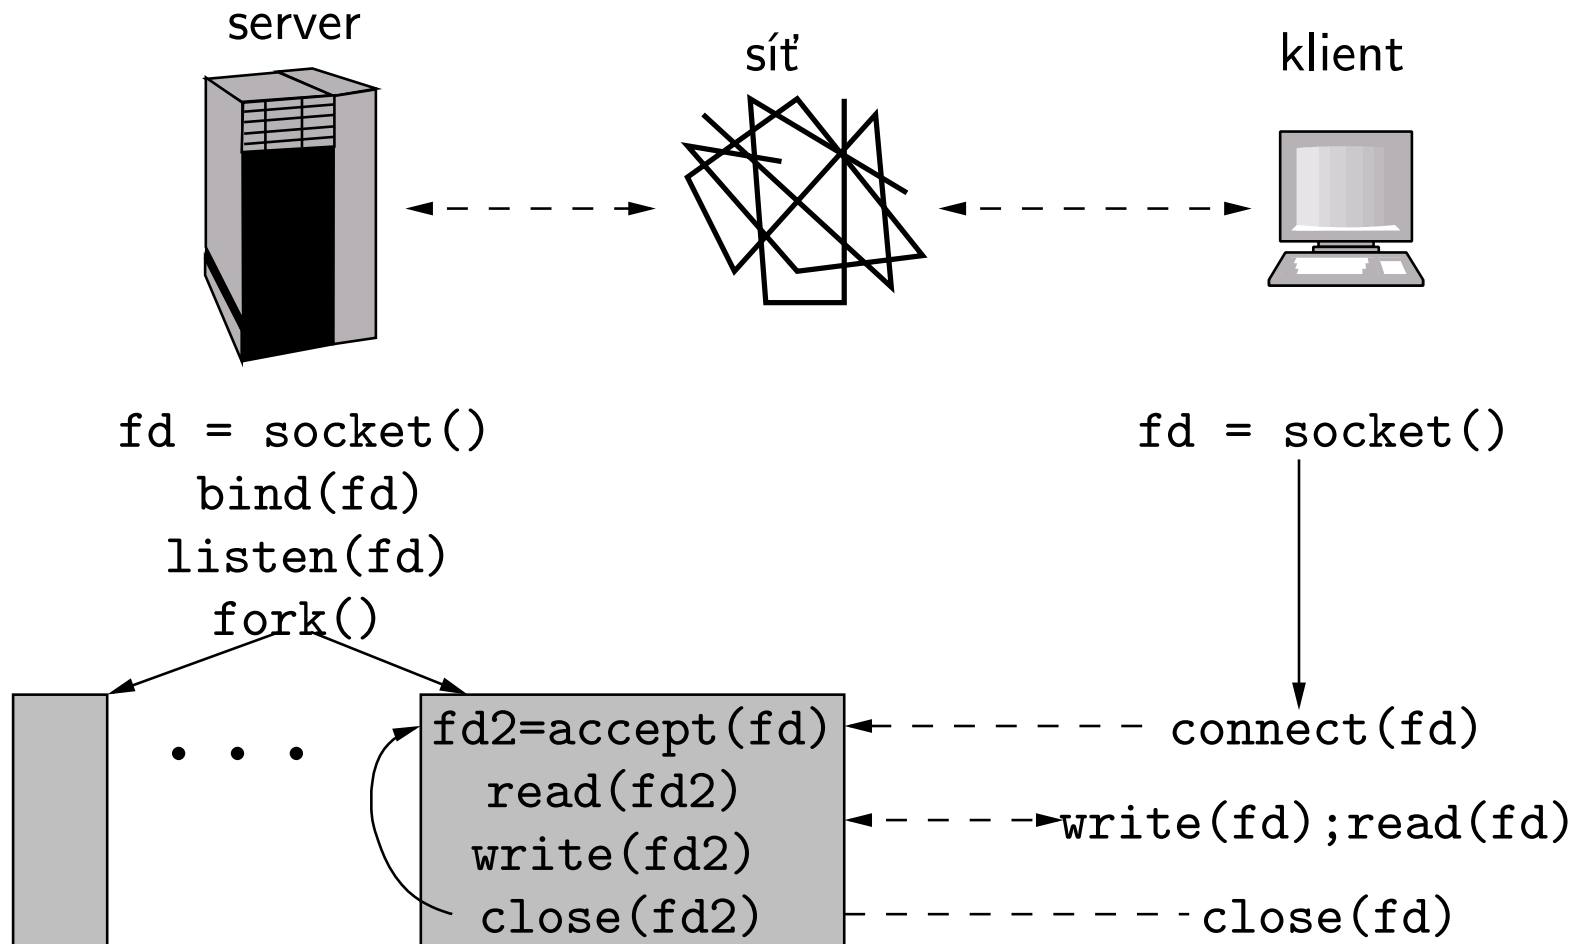 server
síť
klient
fd = socket()
bind(fd)
listen(fd)
fork()
fd = socket()
fd2=accept(fd)
read(fd2)
write(fd2)
close(fd2)
connect(fd)
write(fd);read(fd)
close(fd)